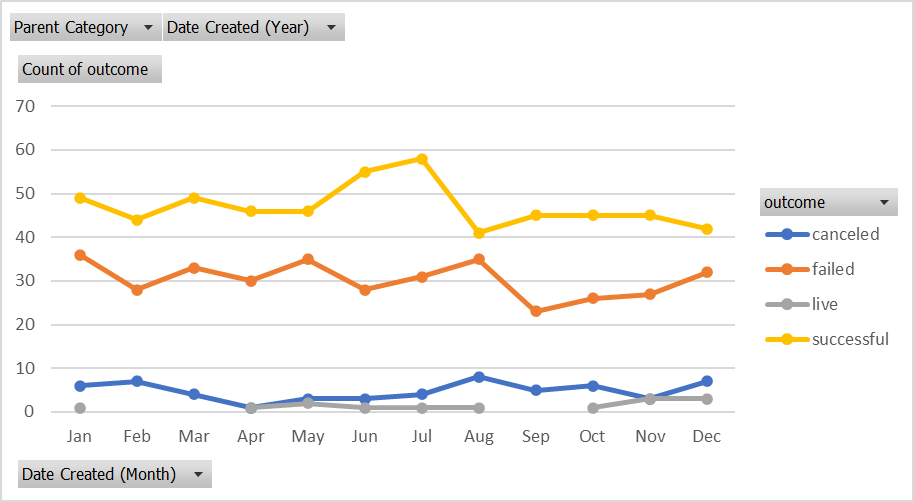 Parent Category Date Created (Year)
Count of outcome
70
60
50
40
30
20
10
0
Jan Feb Mar Apr May Jun Jul Aug Sep Oct Nov Dec
outcome
canceled
failed
live
successful
Date Created (Month)